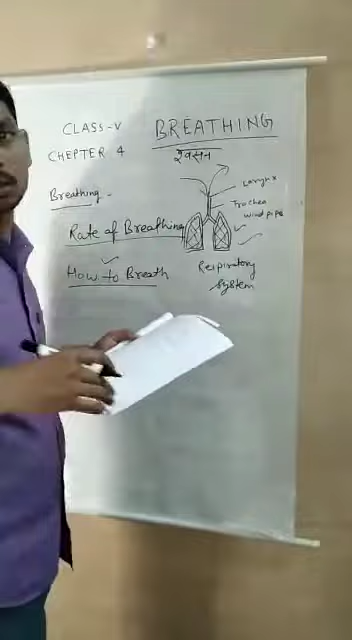 CLASS-V
BREATHING
CHEPTER 4
श्वसन
Breathing -
Larynx
Trachea
wind pipe
Rate of Breathing
How to Breath
Respiratory
System